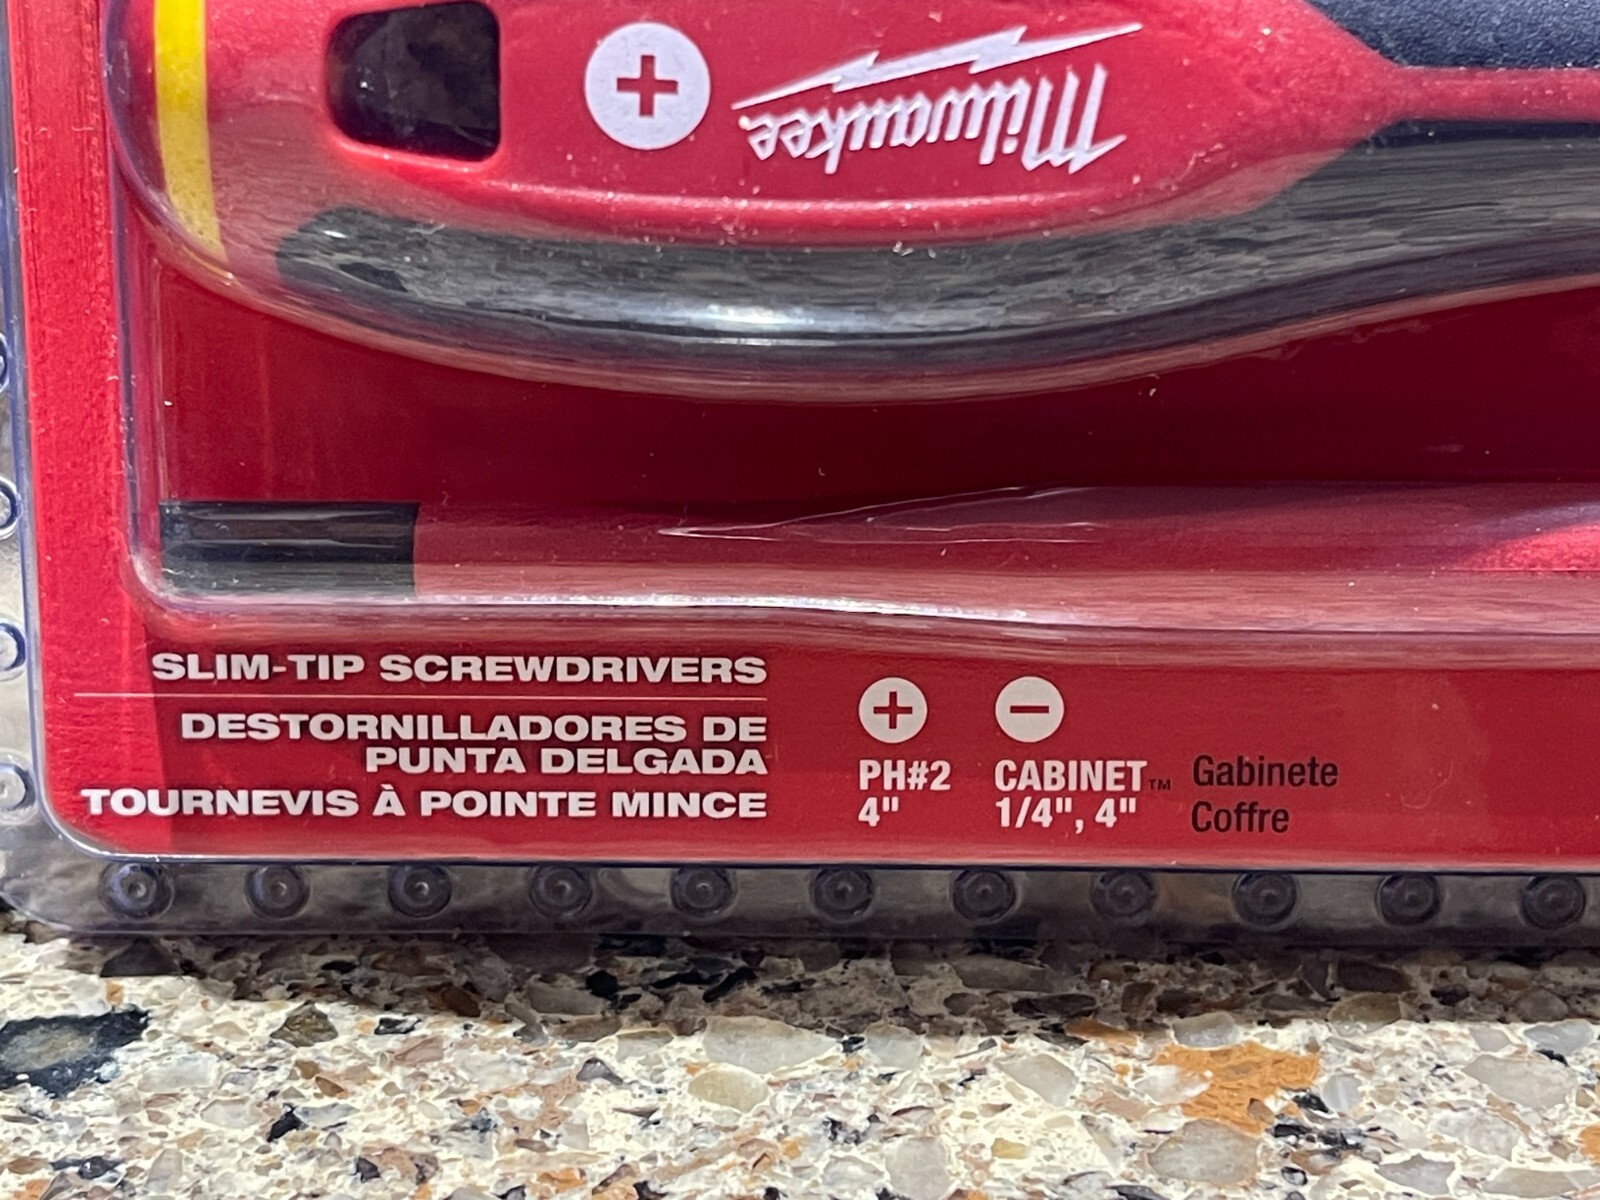 Milwaukee
SLIM-TIP SCREWDRIVERS
DESTORNILLADORES DE
PUNTA DELGADA
TOURNEVIS À POINTE MINCE
PH#2
4"
CABINET™ Gabinete
1/4", 4" Coffre